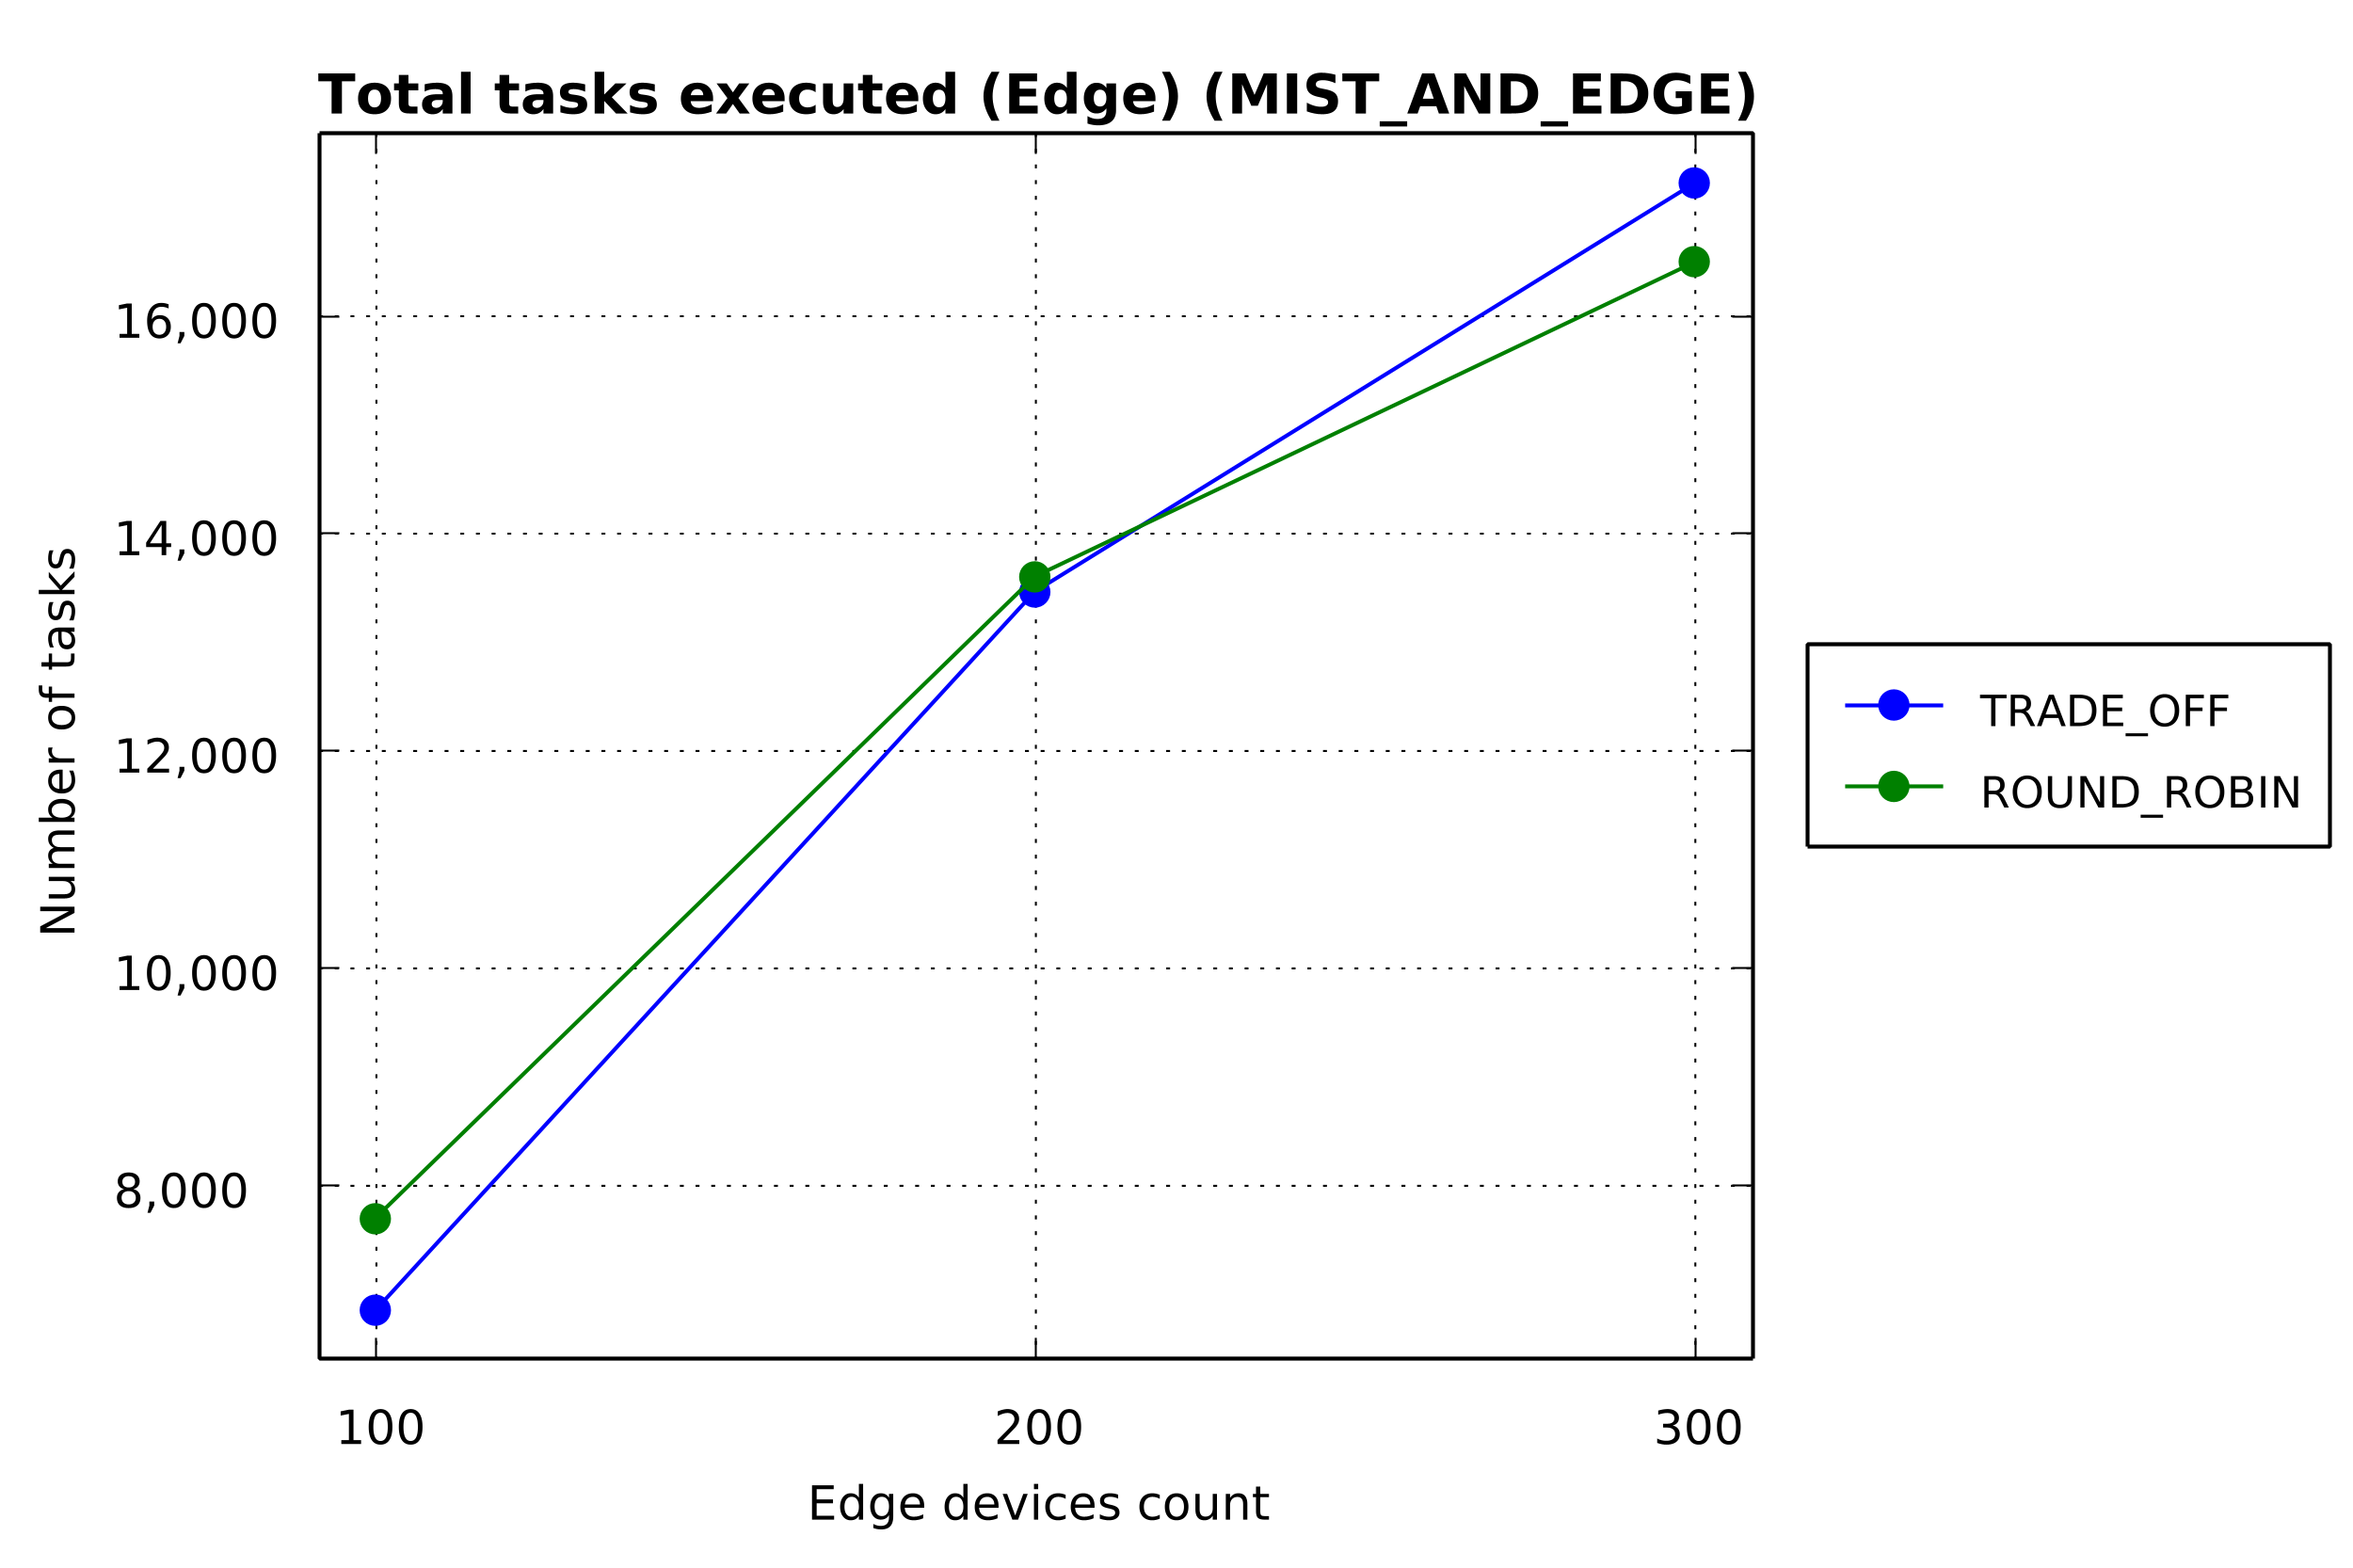 Total tasks executed (Edge) (MIST_AND_EDGE)
Number of tasks
16,000
14,000
12,000
10,000
8,000
100
200
300
Edge devices count
TRADE_OFF
ROUND_ROBIN